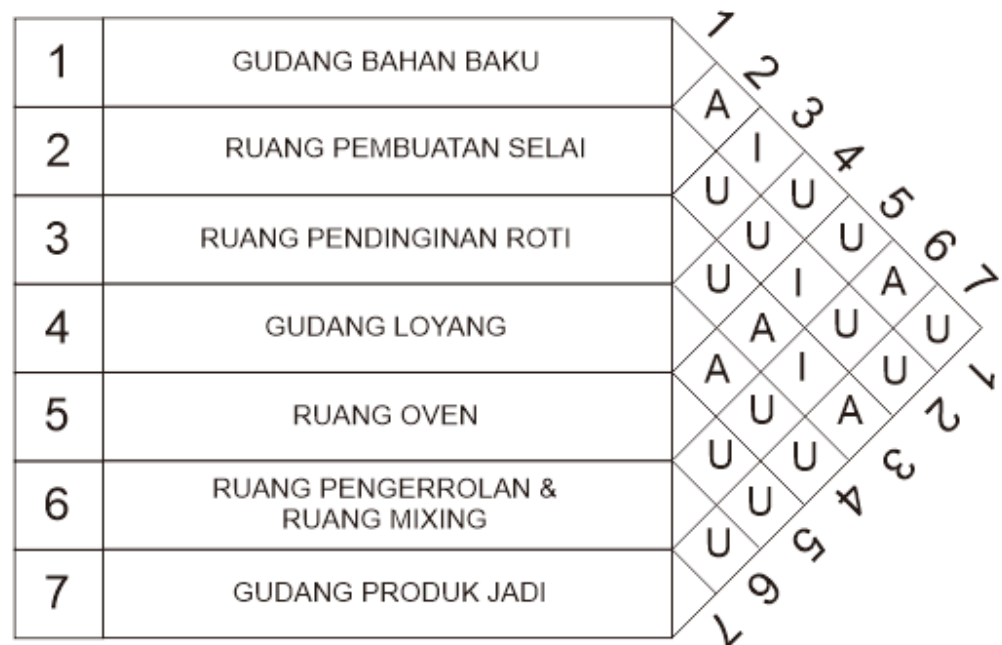 1 GUDANG BAHAN BAKU
2 RUANG PEMBUATAN SELAI
3 RUANG PENDINGINAN ROTI
4 GUDANG LOYANG
5 RUANG OVEN
6 RUANG PENGERROLAN &
RUANG MIXING
7 GUDANG PRODUK JADI
1 2 3 4 5 6 7
A
I
U U
U U
U I A
A U U
A I U
U A
U U
U
U
1 2 3 4 5 6 7